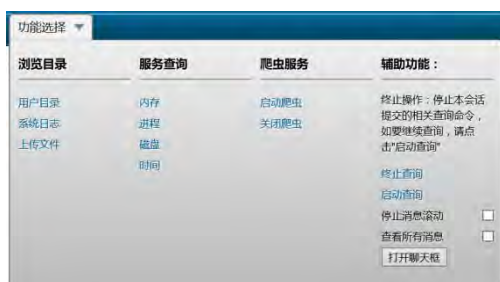 功能选择
浏览目录 服务查询 爬虫服务 辅助功能：
用户目录 内存 启动爬虫 终止操作：停止本会话
系统日志 进程 关闭爬虫 提交的相关查询命令，
上传文件 磁盘 如要继续查询，请点
时间 击"启动查询"
终止查询
启动查询
停止消息滚动
查看所有消息
打开聊天框